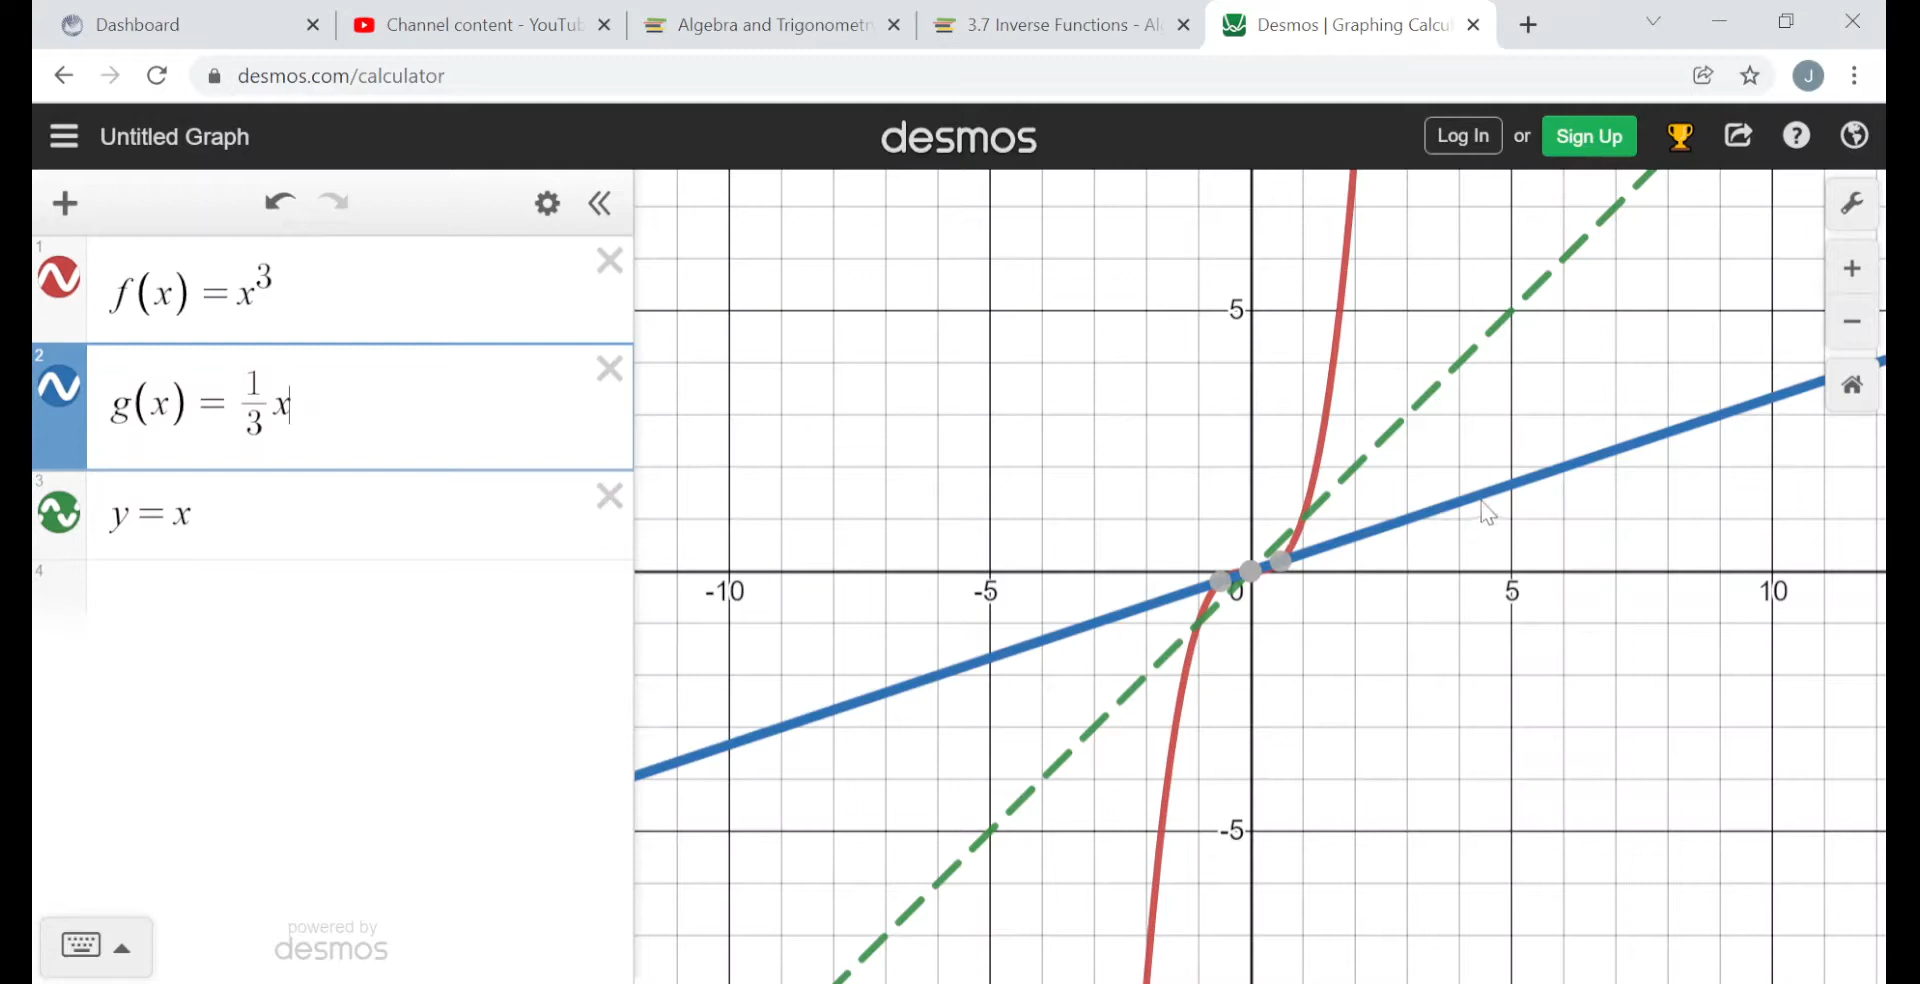 Dashboard
Channel content - YouTub
Algebra and Trigonometr
3.7 Inverse Functions - Al
Desmos | Graphing Calcu
desmos.com/calculator
J
Untitled Graph
desmos
Log In or Sign Up
1
f(x) = x³
2
g(x) = 1/3 x
3
y = x
4
5
-10 -5 0 5 10
-5
powered by
desmos